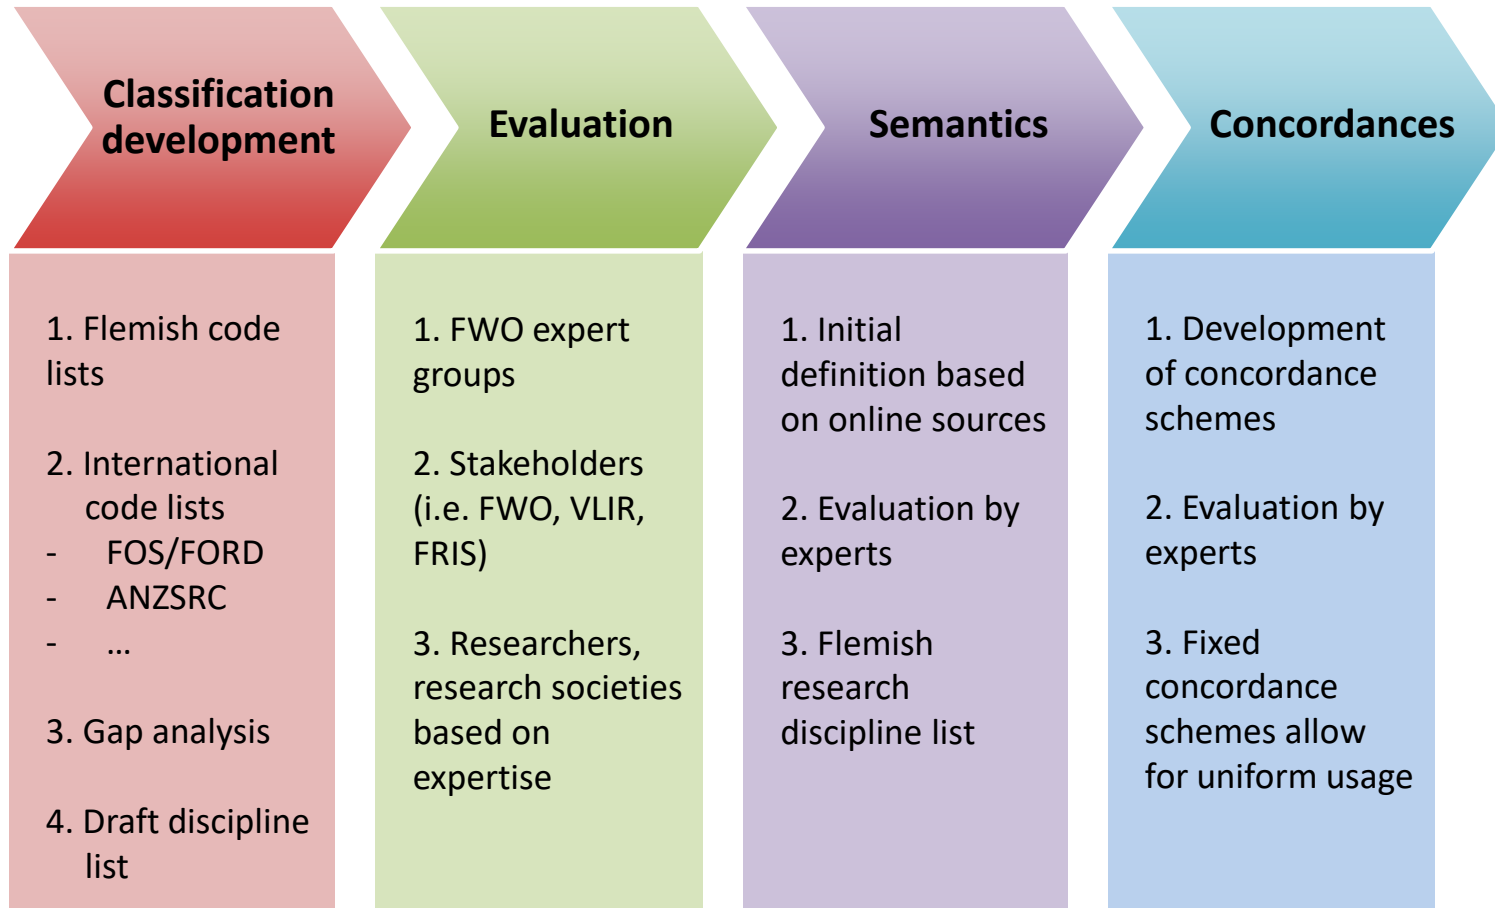 Classification
development
Evaluation
Semantics
Concordances
1. Flemish code
lists
2. International
code lists
- FOS/FORD
- ANZSRC
- ...
3. Gap analysis
4. Draft discipline
list
1. FWO expert
groups
2. Stakeholders
(i.e. FWO, VLIR,
FRIS)
3. Researchers,
research societies
based on
expertise
1. Initial
definition based
on online sources
2. Evaluation by
experts
3. Flemish
research
discipline list
1. Development
of concordance
schemes
2. Evaluation by
experts
3. Fixed
concordance
schemes allow
for uniform usage